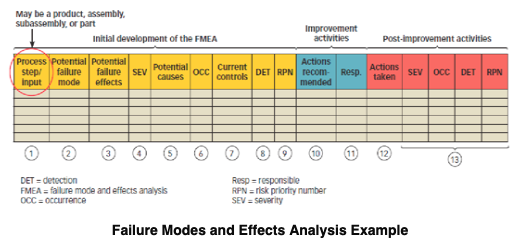 May be a product, assembly,
subassembly, or part
Initial development of the FMEA
Improvement
activities
Post-improvement activities
Process
step/
input
Potential
failure
mode
Potential
failure
effects
SEV
Potential
causes
OCC
Current
controls
DET
RPN
Actions
recom-
mended
Resp.
Actions
taken
SEV
OCC
DET
RPN
1 2 3 4 5 6 7 8 9 10 11 12 13
DET = detection
FMEA = failure mode and effects analysis
OCC = occurrence
Resp = responsible
RPN = risk priority number
SEV = severity
Failure Modes and Effects Analysis Example